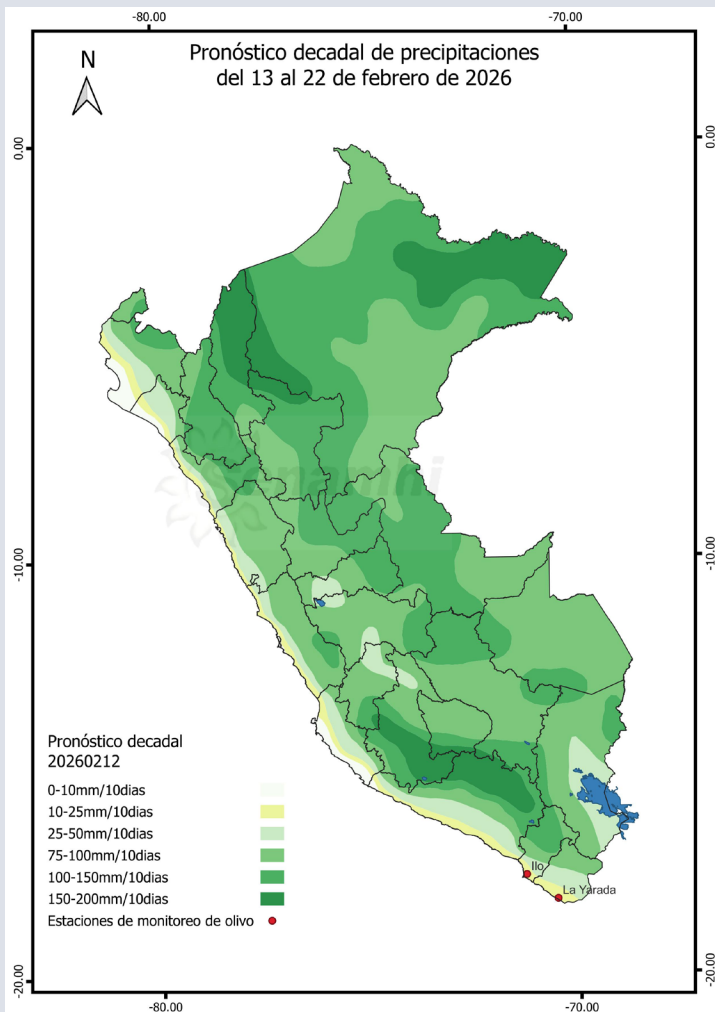 -80.00
-70.00
Pronóstico decadal de precipitaciones
del 13 al 22 de febrero de 2026
N
0.00
0.00
senamhi
-10.00
-10.00
Pronóstico decadal
20260212
0-10mm/10dias
10-25mm/10dias
25-50mm/10dias
75-100mm/10dias
100-150mm/10dias
150-200mm/10dias
Estaciones de monitoreo de olivo
Ilo
La Yarada
-20.00
-20.00
-80.00
-70.00